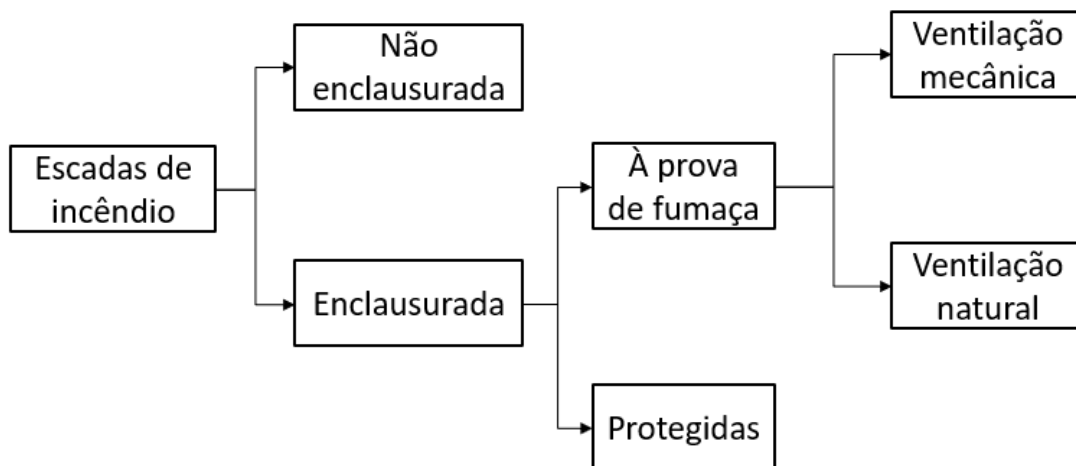 Não
enclausurada
Ventilação
mecânica
Escadas de
incêndio
À prova
de fumaça
Enclausurada
Ventilação
natural
Protegidas